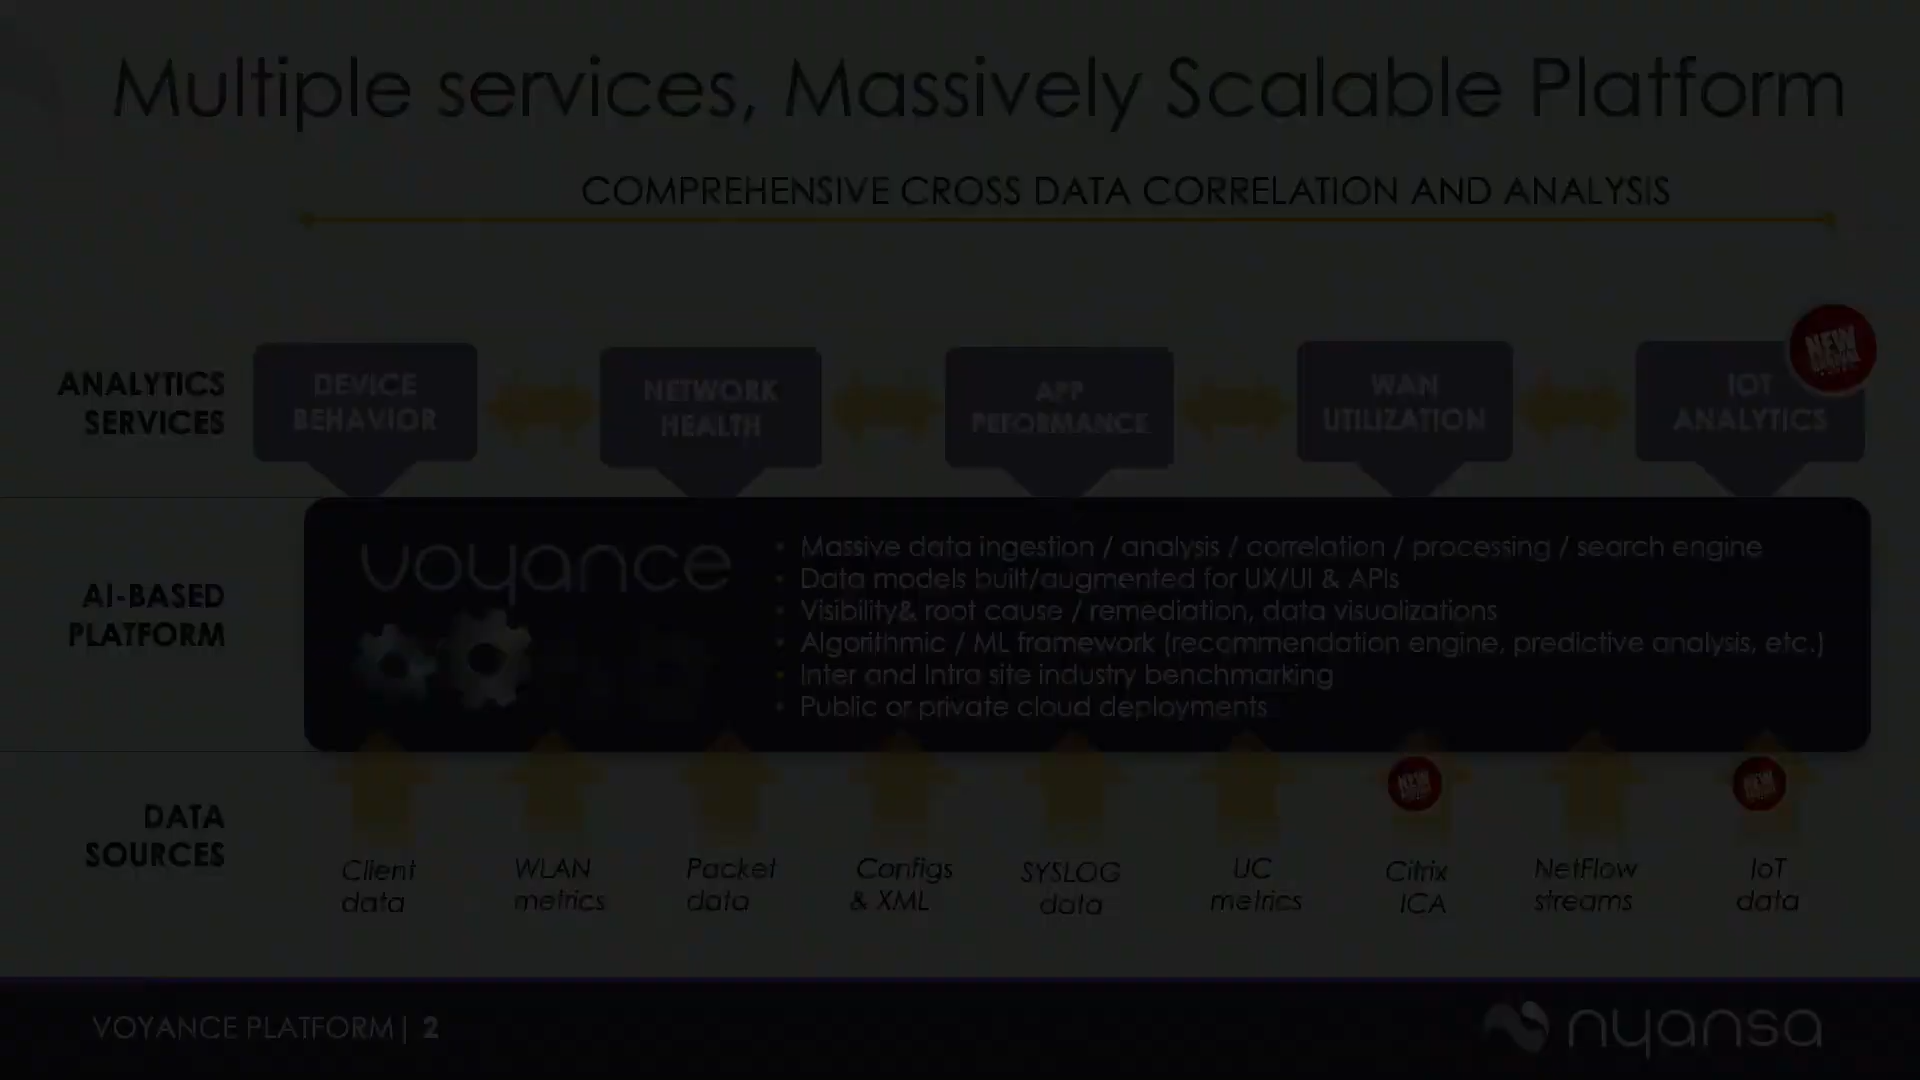 Multiple services, Massively Scalable Platform
COMPREHENSIVE CROSS DATA CORRELATION AND ANALYSIS
ANALYTICS
SERVICES
DEVICE
BEHAVIOR
NETWORK
HEALTH
APP
PEFORMANCE
WAN
UTILIZATION
IOT
ANALYTICS
NEW
AI-BASED
PLATFORM
voyance
• Massive data ingestion / analysis / correlation / processing / search engine
• Data models built/augmented for UX/UI & APIs
• Visibility& root cause / remediation, data visualizations
• Algorithmic / ML framework (recommendation engine, predictive analysis, etc.)
• Inter and Intra site industry benchmarking
• Public or private cloud deployments
DATA
SOURCES
NEW
NEW
Client
data
WLAN
metrics
Packet
data
Configs
& XML
SYSLOG
data
UC
metrics
Citrix
ICA
NetFlow
streams
IoT
data
VOYANCE PLATFORM| 2
nyansa